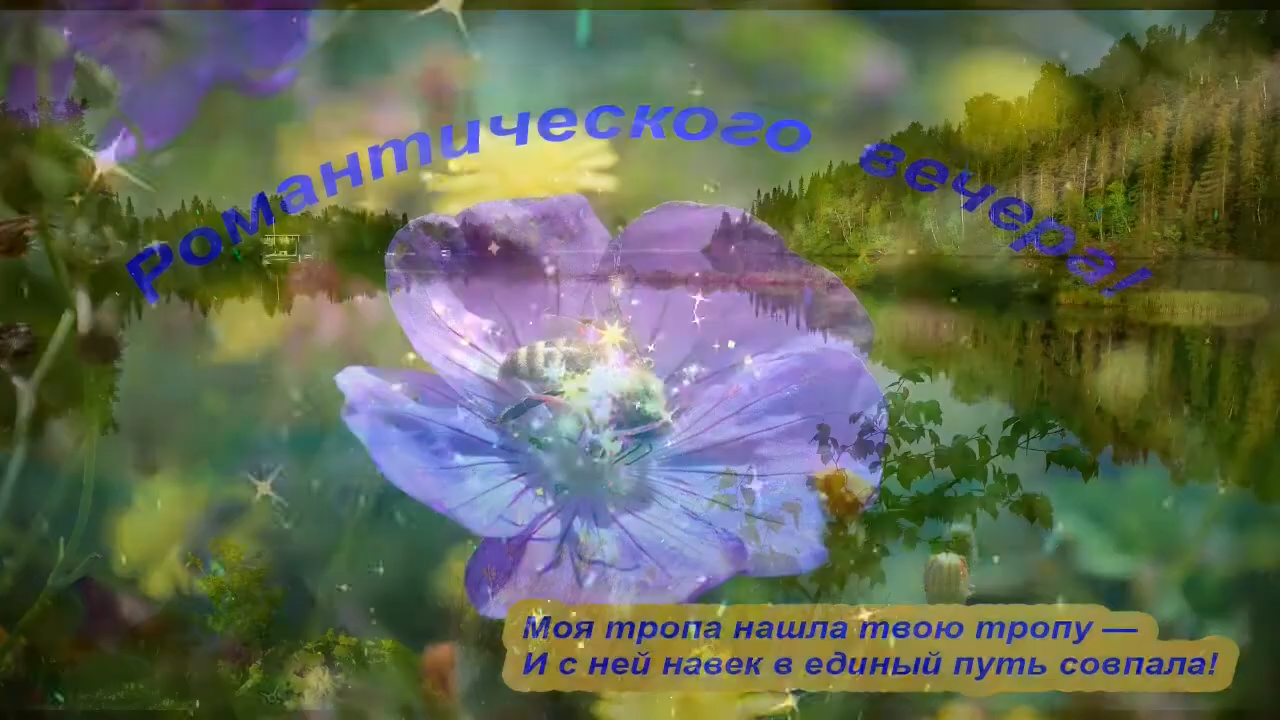 Романтического вечера!
Моя тропа нашла твою тропу —
И с ней навек в единый путь совпала!